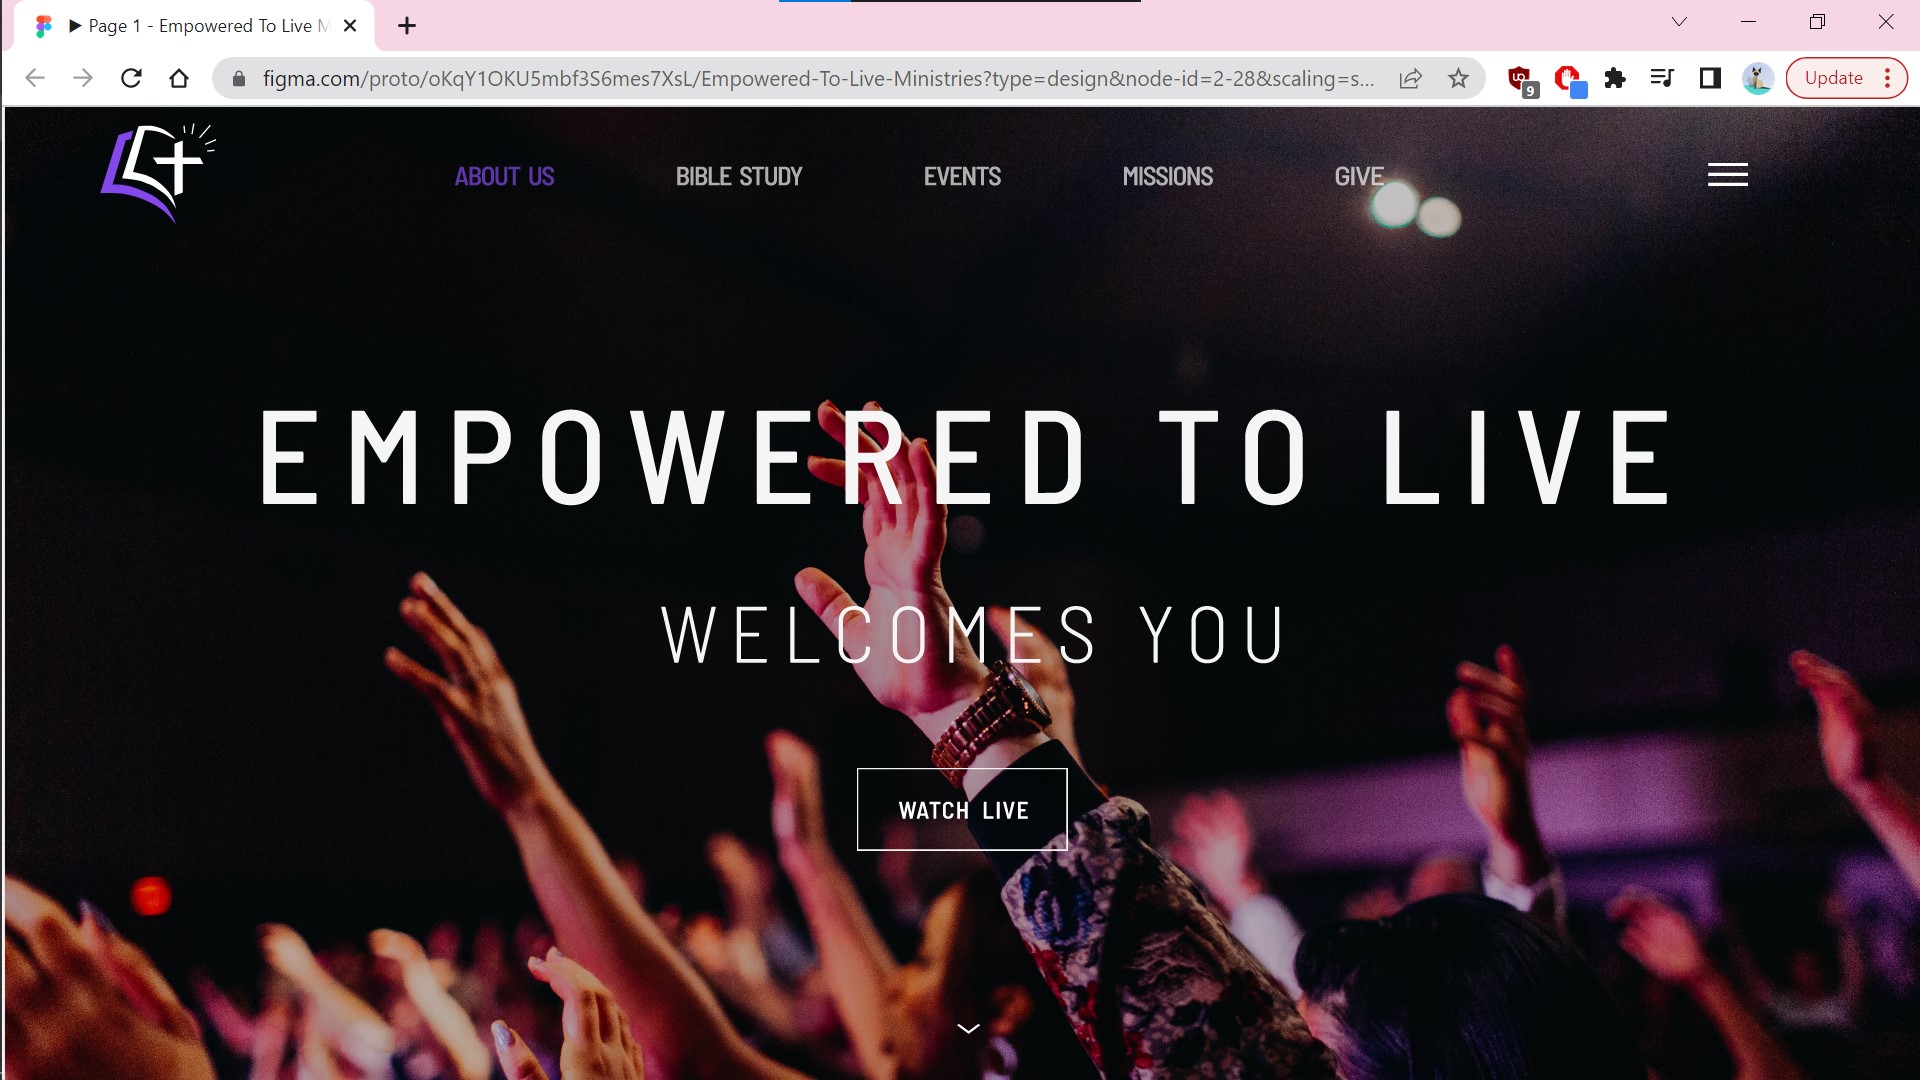 Page 1 - Empowered To Live M
figma.com/proto/oKqY1OKU5mbf3S6mes7XsL/Empowered-To-Live-Ministries?type=design&node-id=2-28&scaling=s...
9
Update
ABOUT US
BIBLE STUDY
EVENTS
MISSIONS
GIVE
EMPOWERED TO LIVE
WELCOMES YOU
WATCH LIVE